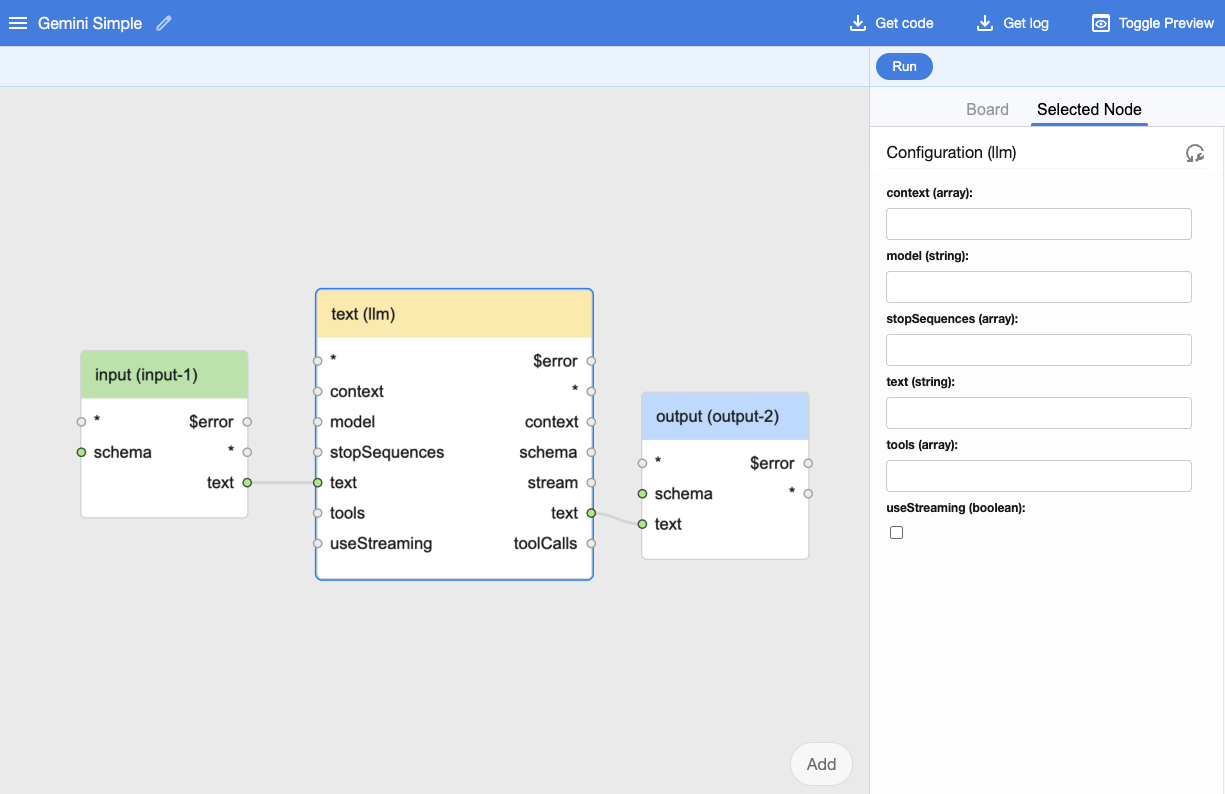 Gemini Simple
Get code
Get log
Toggle Preview
Run
Board
Selected Node
Configuration (llm)
context (array):
model (string):
stopSequences (array):
text (string):
tools (array):
useStreaming (boolean):
input (input-1)
* $error
schema *
text
text (llm)
* $error
context *
model context
stopSequences schema
text stream
tools text
useStreaming toolCalls
output (output-2)
* $error
schema *
text
Add